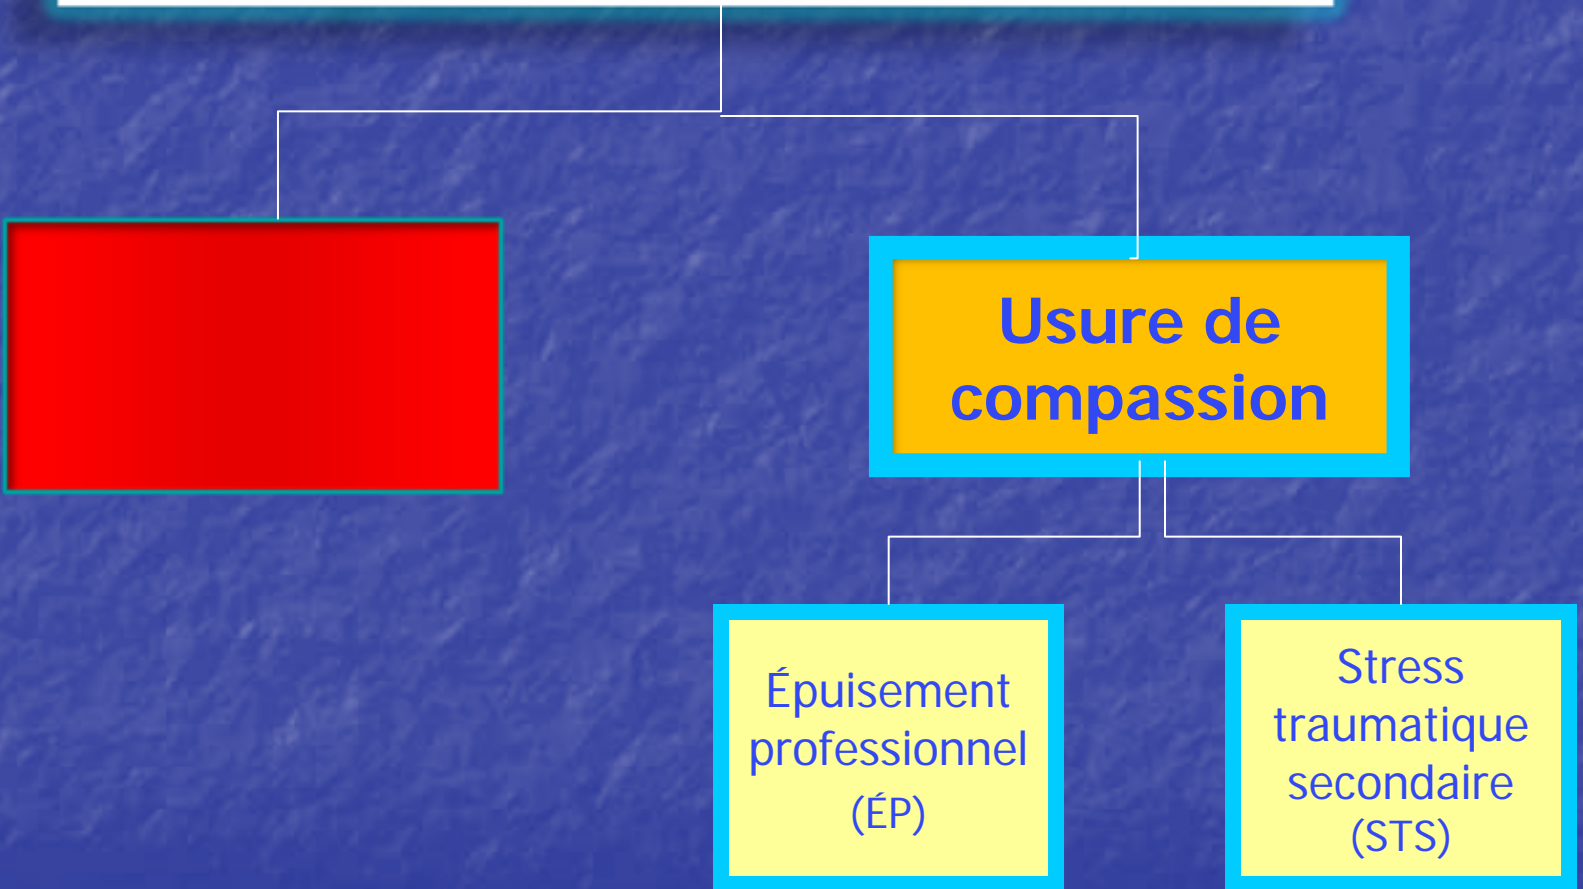 Usure de
compassion
Épuisement
professionnel
(ÉP)
Stress
traumatique
secondaire
(STS)